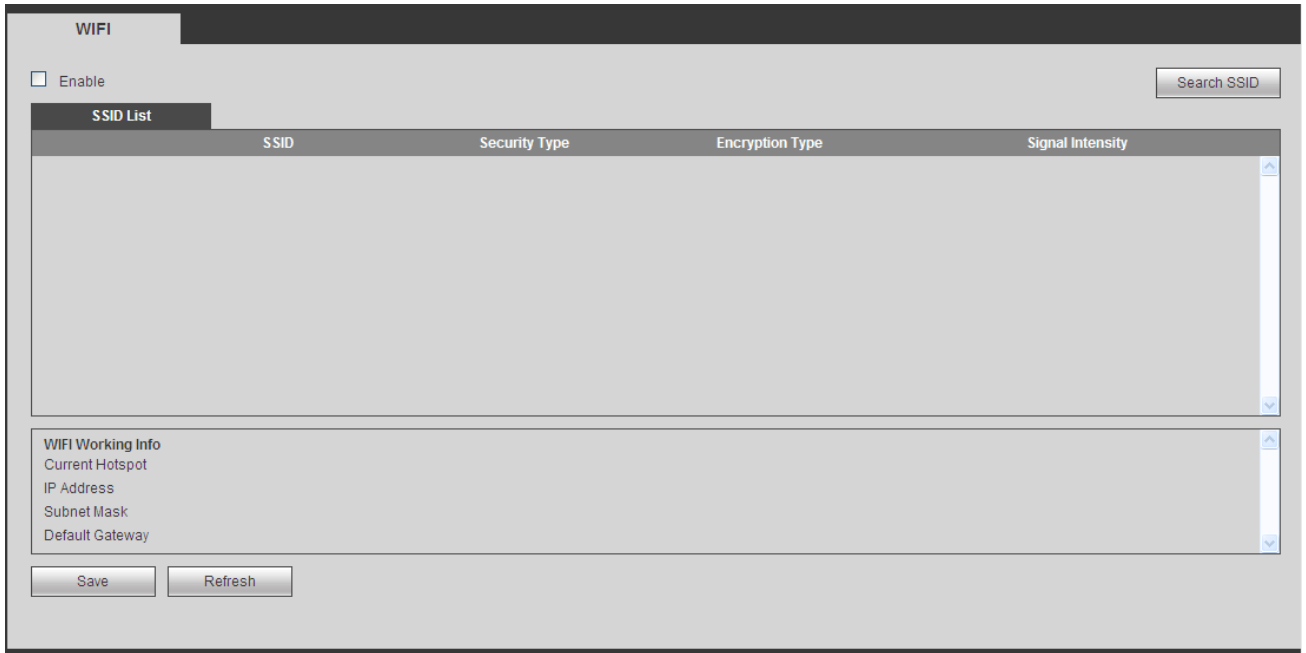 WIFI
Enable
Search SSID
SSID List
SSID Security Type Encryption Type Signal Intensity
WIFI Working Info
Current Hotspot
IP Address
Subnet Mask
Default Gateway
Save Refresh